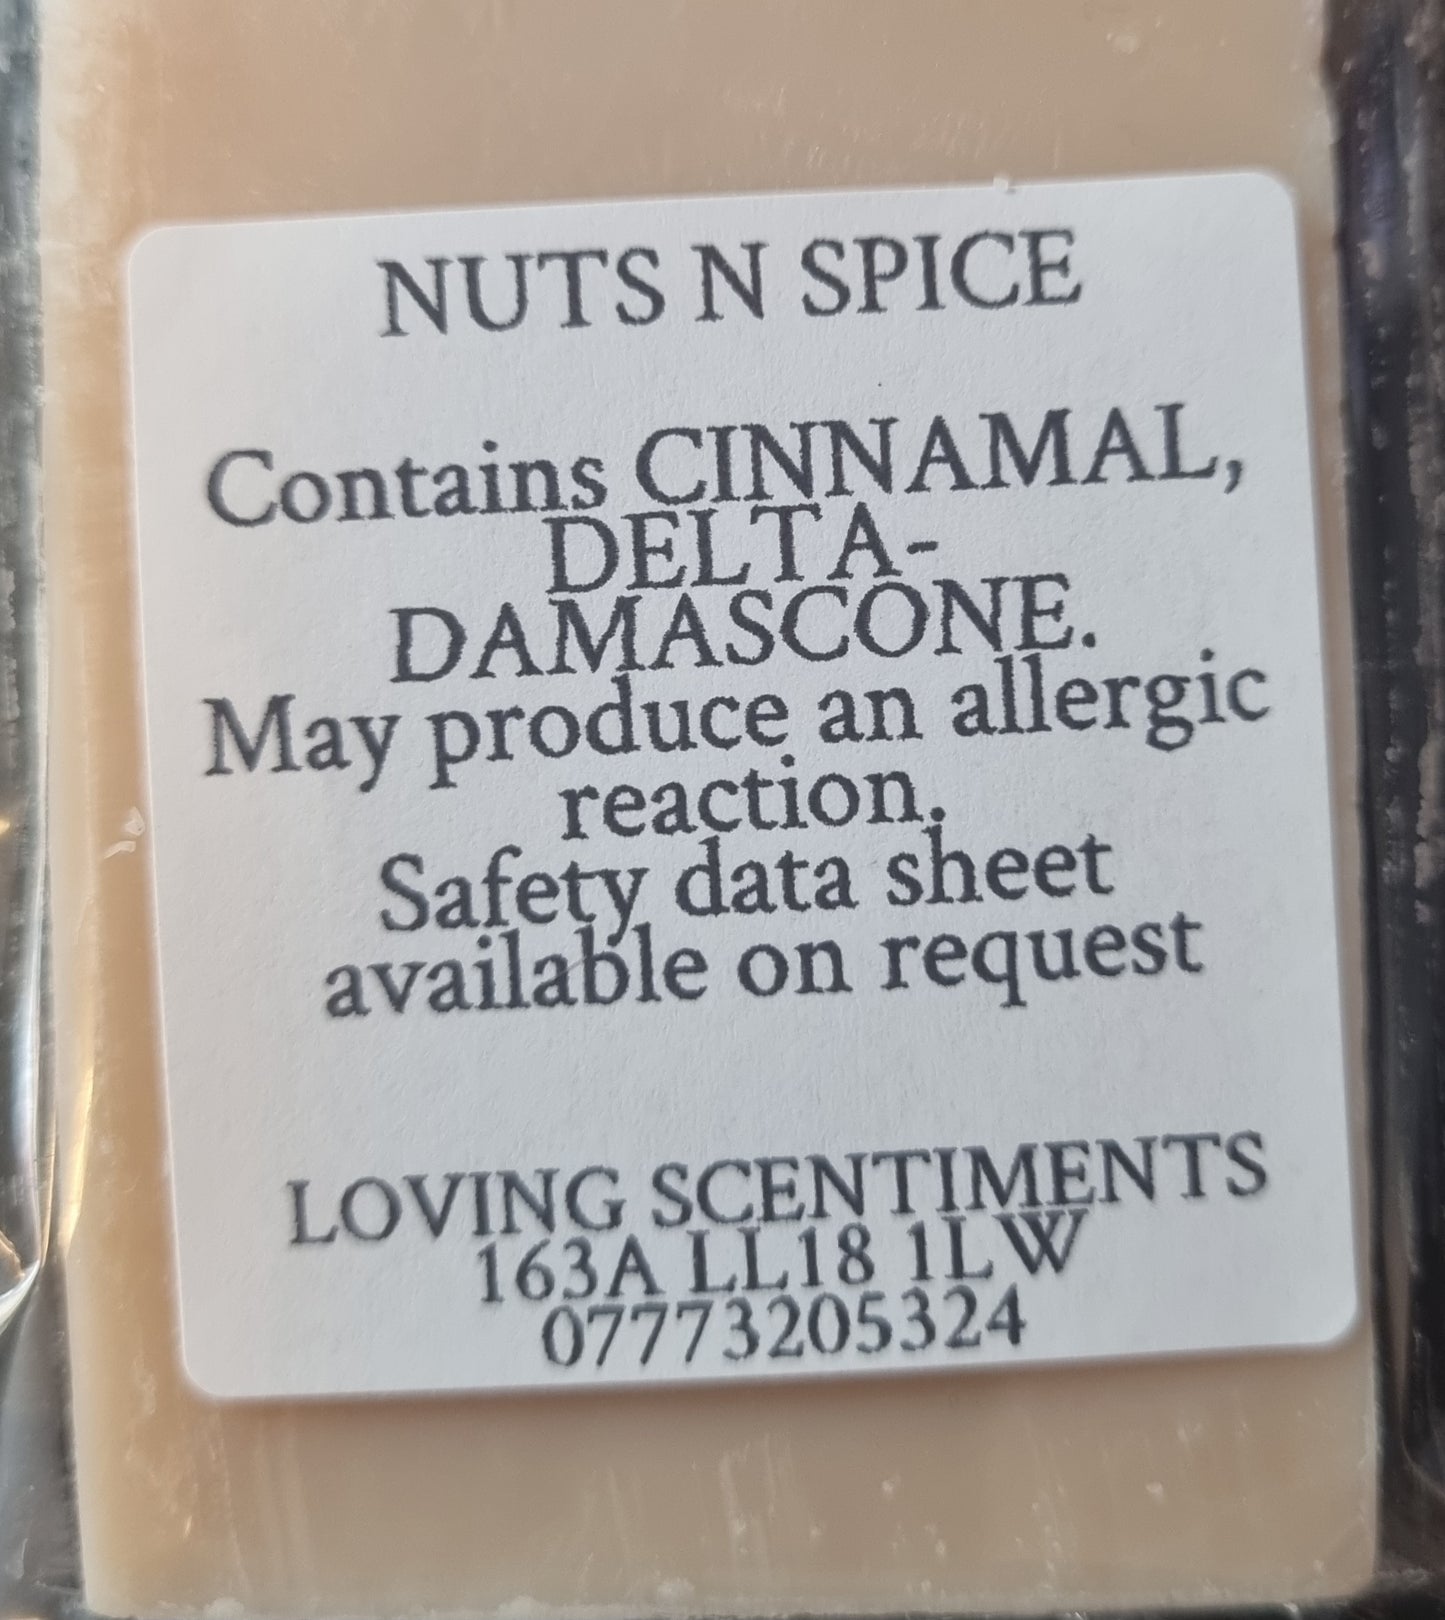 NUTS N SPICE
Contains CINNAMAL,
DELTA-
DAMASCONE.
May produce an allergic
reaction.
Safety data sheet
available on request
LOVING SCENTIMENTS
163A LL18 1LW
07773205324